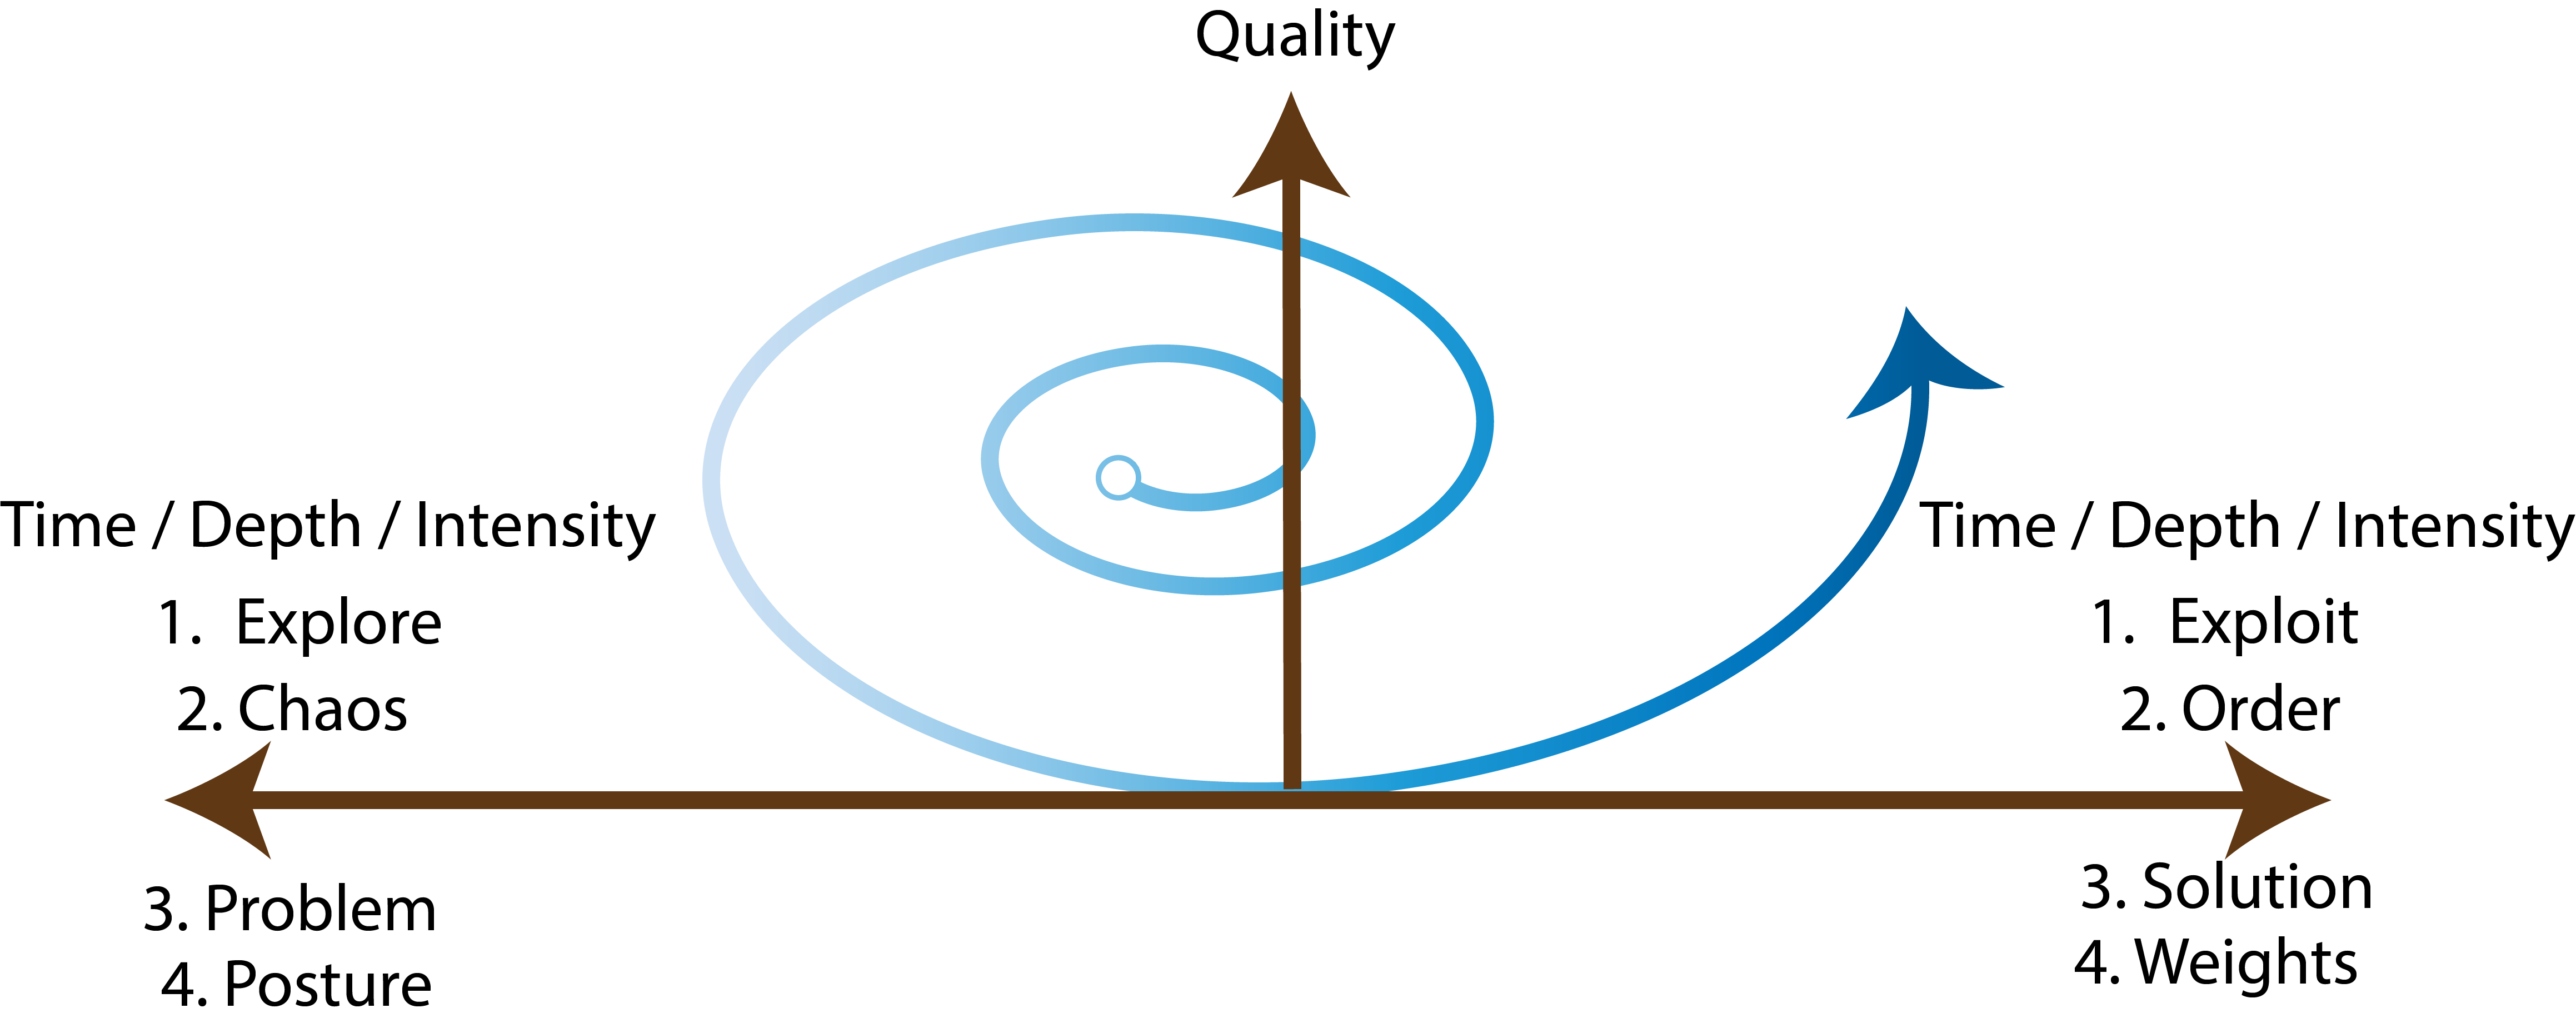 Quality
Time / Depth / Intensity
1. Explore
2. Chaos
3. Problem
4. Posture
Time / Depth / Intensity
1. Exploit
2. Order
3. Solution
4. Weights